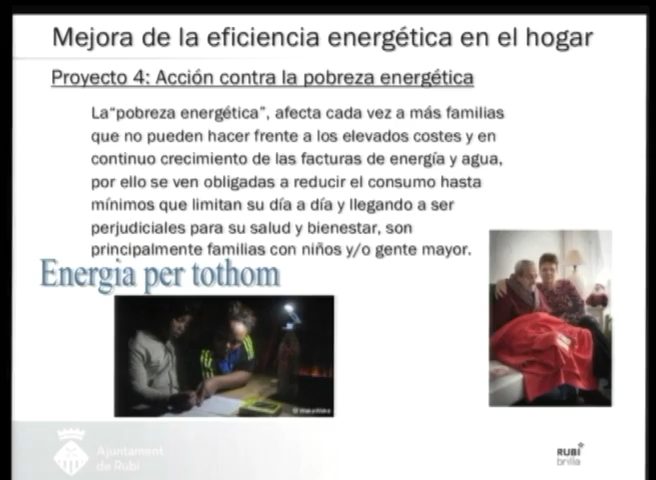 Mejora de la eficiencia energética en el hogar
Proyecto 4: Acción contra la pobreza energética
La“pobreza energética”, afecta cada vez a más familias
que no pueden hacer frente a los elevados costes y en
continuo crecimiento de las facturas de energía y agua,
por ello se ven obligadas a reducir el consumo hasta
mínimos que limitan su día a día y llegando a ser
perjudiciales para su salud y bienestar, son
principalmente familias con niños y/o gente mayor.
Energia per tothom
Ajuntament
de Rubí
RUBÍ
brilla